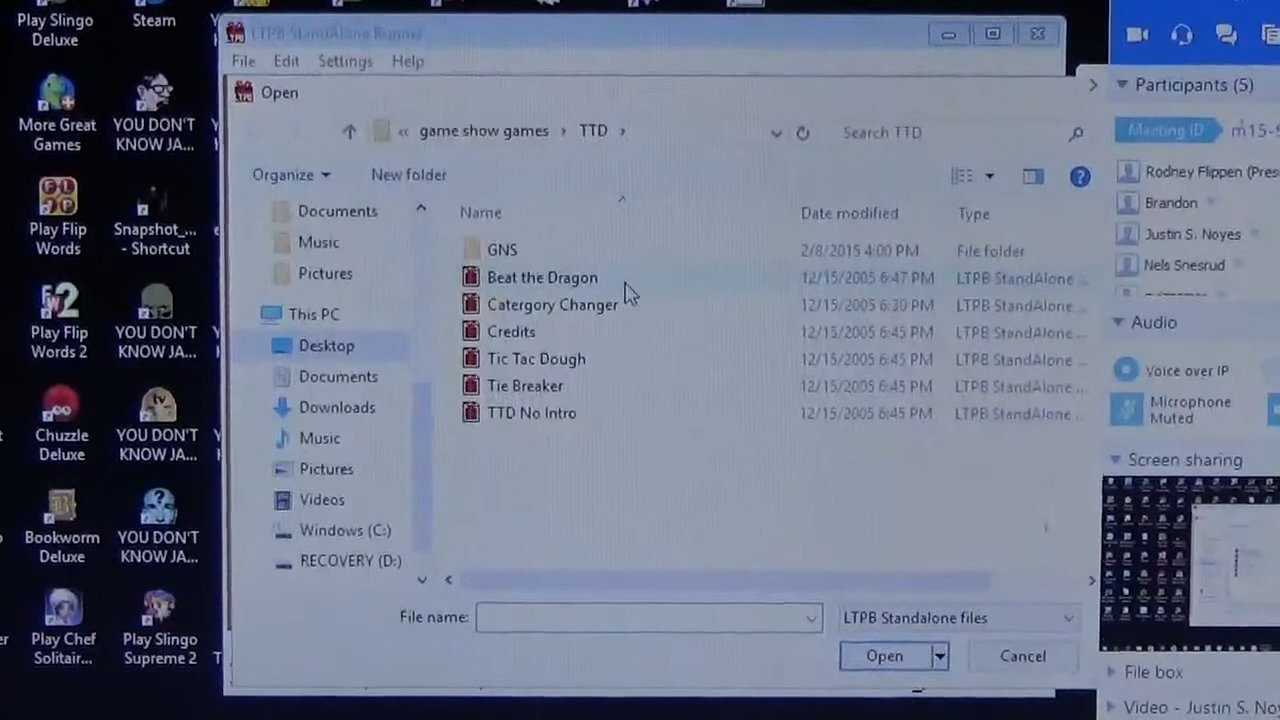 Play Slingo
Deluxe
Steam
More Great
Games
YOU DON'T
KNOW JA...
Play Flip
Words
Snapshot_...
- Shortcut
Play Flip
Words 2
YOU DON'T
KNOW JA...
Chuzzle
Deluxe
YOU DON'T
KNOW JA...
Bookworm
Deluxe
YOU DON'T
KNOW JA...
Play Chef
Solitair...
Play Slingo
Supreme 2
LTPB StandAlone Runner
File Edit Settings Help
Open
« game show games › TTD ›
Search TTD
Organize
New folder
Documents
Music
Pictures
This PC
Desktop
Documents
Downloads
Music
Pictures
Videos
Windows (C:)
RECOVERY (D:)
Name Date modified Type
GNS 2/8/2015 4:00 PM File folder
Beat the Dragon 12/15/2005 6:47 PM LTPB StandAlone ...
Catergory Changer 12/15/2005 6:30 PM LTPB StandAlone ...
Credits 12/15/2005 6:45 PM LTPB StandAlone ...
Tic Tac Dough 12/15/2005 6:45 PM LTPB StandAlone ...
Tie Breaker 12/15/2005 6:45 PM LTPB StandAlone ...
TTD No Intro 12/15/2005 6:45 PM LTPB StandAlone ...
File name:
LTPB Standalone files
Open
Cancel
Participants (5)
Meeting ID m15-
Rodney Flippen (Pres
Brandon
Justin S. Noyes
Nels Snesrud
Audio
Voice over IP
Microphone
Muted
Screen sharing
File box
Video - Justin S. No